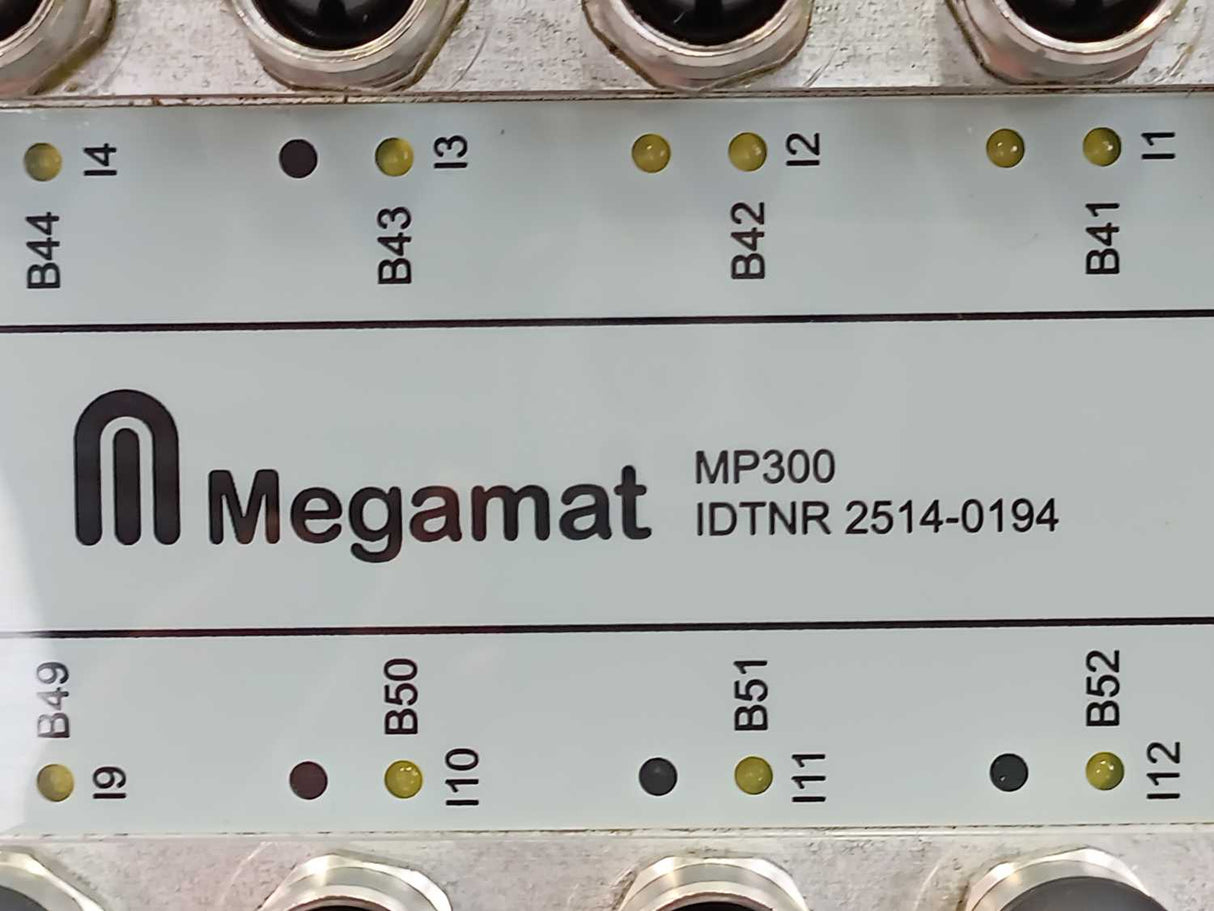 I4
I3
I2
I1
B44
B43
B42
B41
Megamat
MP300
IDTNR 2514-0194
B49
B50
B51
B52
I9
I10
I11
I12